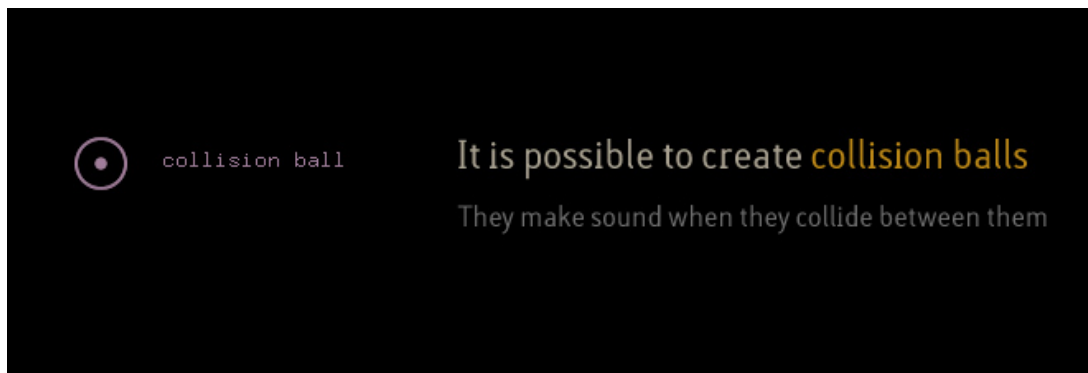 collision ball
It is possible to create collision balls
They make sound when they collide between them